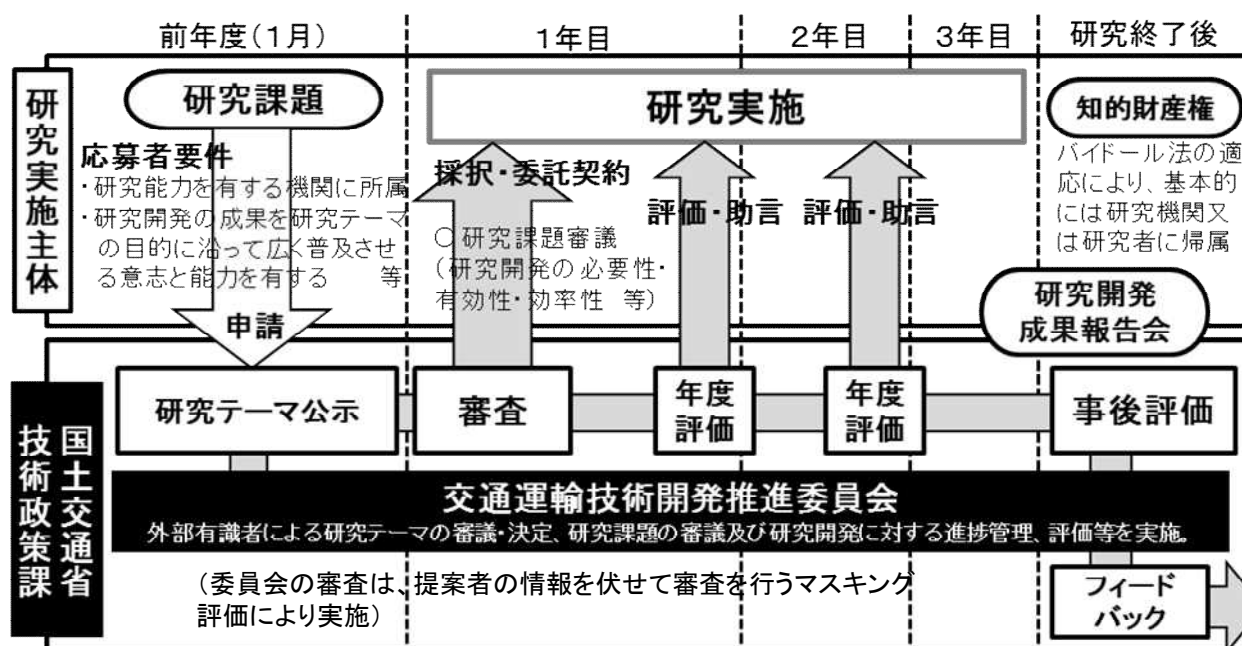 前年度(1月)
1年目
2年目
3年目
研究終了後
研究実施主体
研究課題
応募者要件
・研究能力を有する機関に所属
・研究開発の成果を研究テーマ
の目的に沿って広く普及させ
る意志と能力を有する 等
申請
研究実施
採択・委託契約
○研究課題審議
(研究開発の必要性・
有効性・効率性 等)
評価・助言
評価・助言
知的財産権
バイドール法の適
応により、基本的
には研究機関又
は研究者に帰属
研究開発
成果報告会
国土交通省
技術政策課
研究テーマ公示
審査
年度
評価
年度
評価
事後評価
交通運輸技術開発推進委員会
外部有識者による研究テーマの審議・決定、研究課題の審議及び研究開発に対する進捗管理、評価等を実施。
(委員会の審査は、提案者の情報を伏せて審査を行うマスキング
評価により実施)
フィード
バック